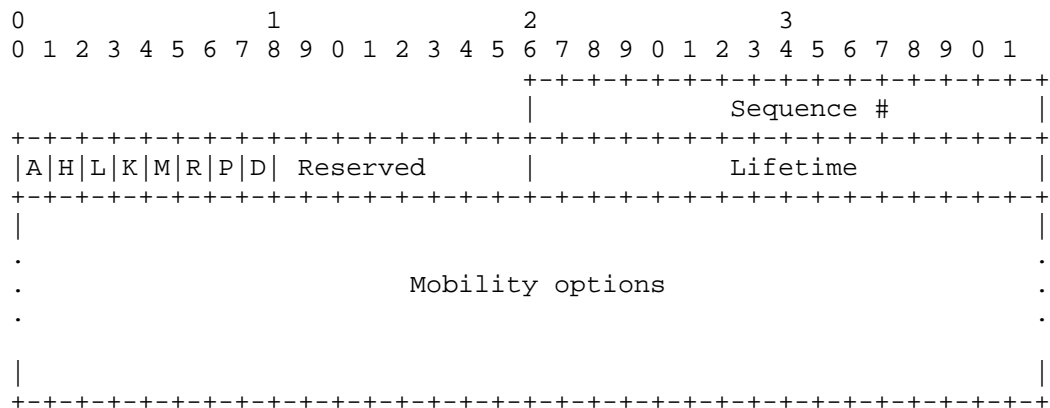 0                   1                   2                   3
0 1 2 3 4 5 6 7 8 9 0 1 2 3 4 5 6 7 8 9 0 1 2 3 4 5 6 7 8 9 0 1
                                +-+-+-+-+-+-+-+-+-+-+-+-+-+-+-+-+
                                |          Sequence #           |
+-+-+-+-+-+-+-+-+-+-+-+-+-+-+-+-+-+-+-+-+-+-+-+-+-+-+-+-+-+-+-+-+
|A|H|L|K|M|R|P|D| Reserved      |            Lifetime           |
+-+-+-+-+-+-+-+-+-+-+-+-+-+-+-+-+-+-+-+-+-+-+-+-+-+-+-+-+-+-+-+-+
|                                                               |
.                                                               .
.                        Mobility options                       .
.                                                               .
|                                                               |
+-+-+-+-+-+-+-+-+-+-+-+-+-+-+-+-+-+-+-+-+-+-+-+-+-+-+-+-+-+-+-+-+